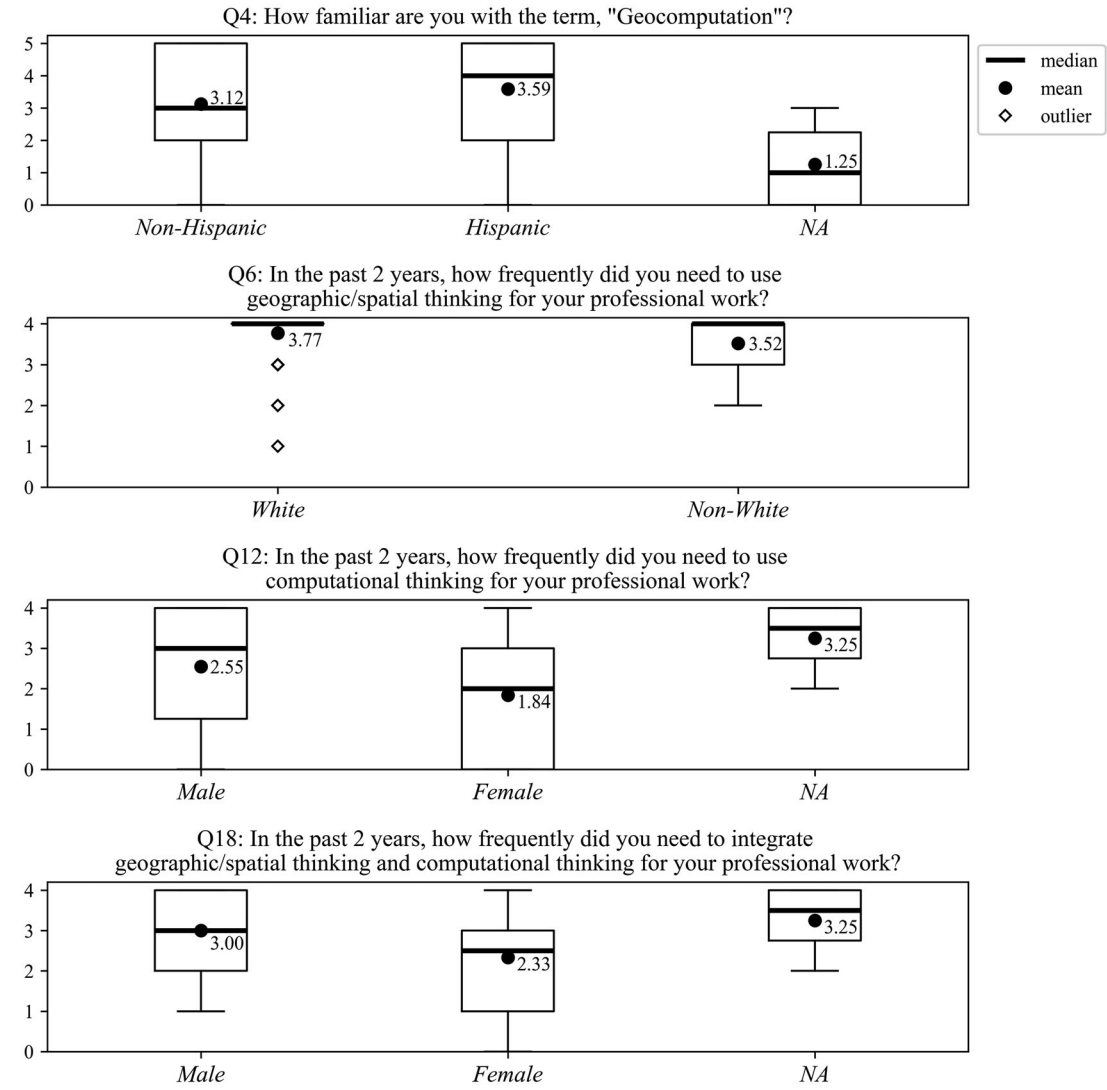 Q4: How familiar are you with the term, "Geocomputation"?
5
4
3
2
1
0
3.12
3.59
1.25
Non-Hispanic
Hispanic
NA
median
mean
outlier
Q6: In the past 2 years, how frequently did you need to use
geographic/spatial thinking for your professional work?
4
3
2
1
0
3.77
3.52
White
Non-White
Q12: In the past 2 years, how frequently did you need to use
computational thinking for your professional work?
4
3
2
1
0
2.55
1.84
3.25
Male
Female
NA
Q18: In the past 2 years, how frequently did you need to integrate
geographic/spatial thinking and computational thinking for your professional work?
4
3
2
1
0
3.00
2.33
3.25
Male
Female
NA